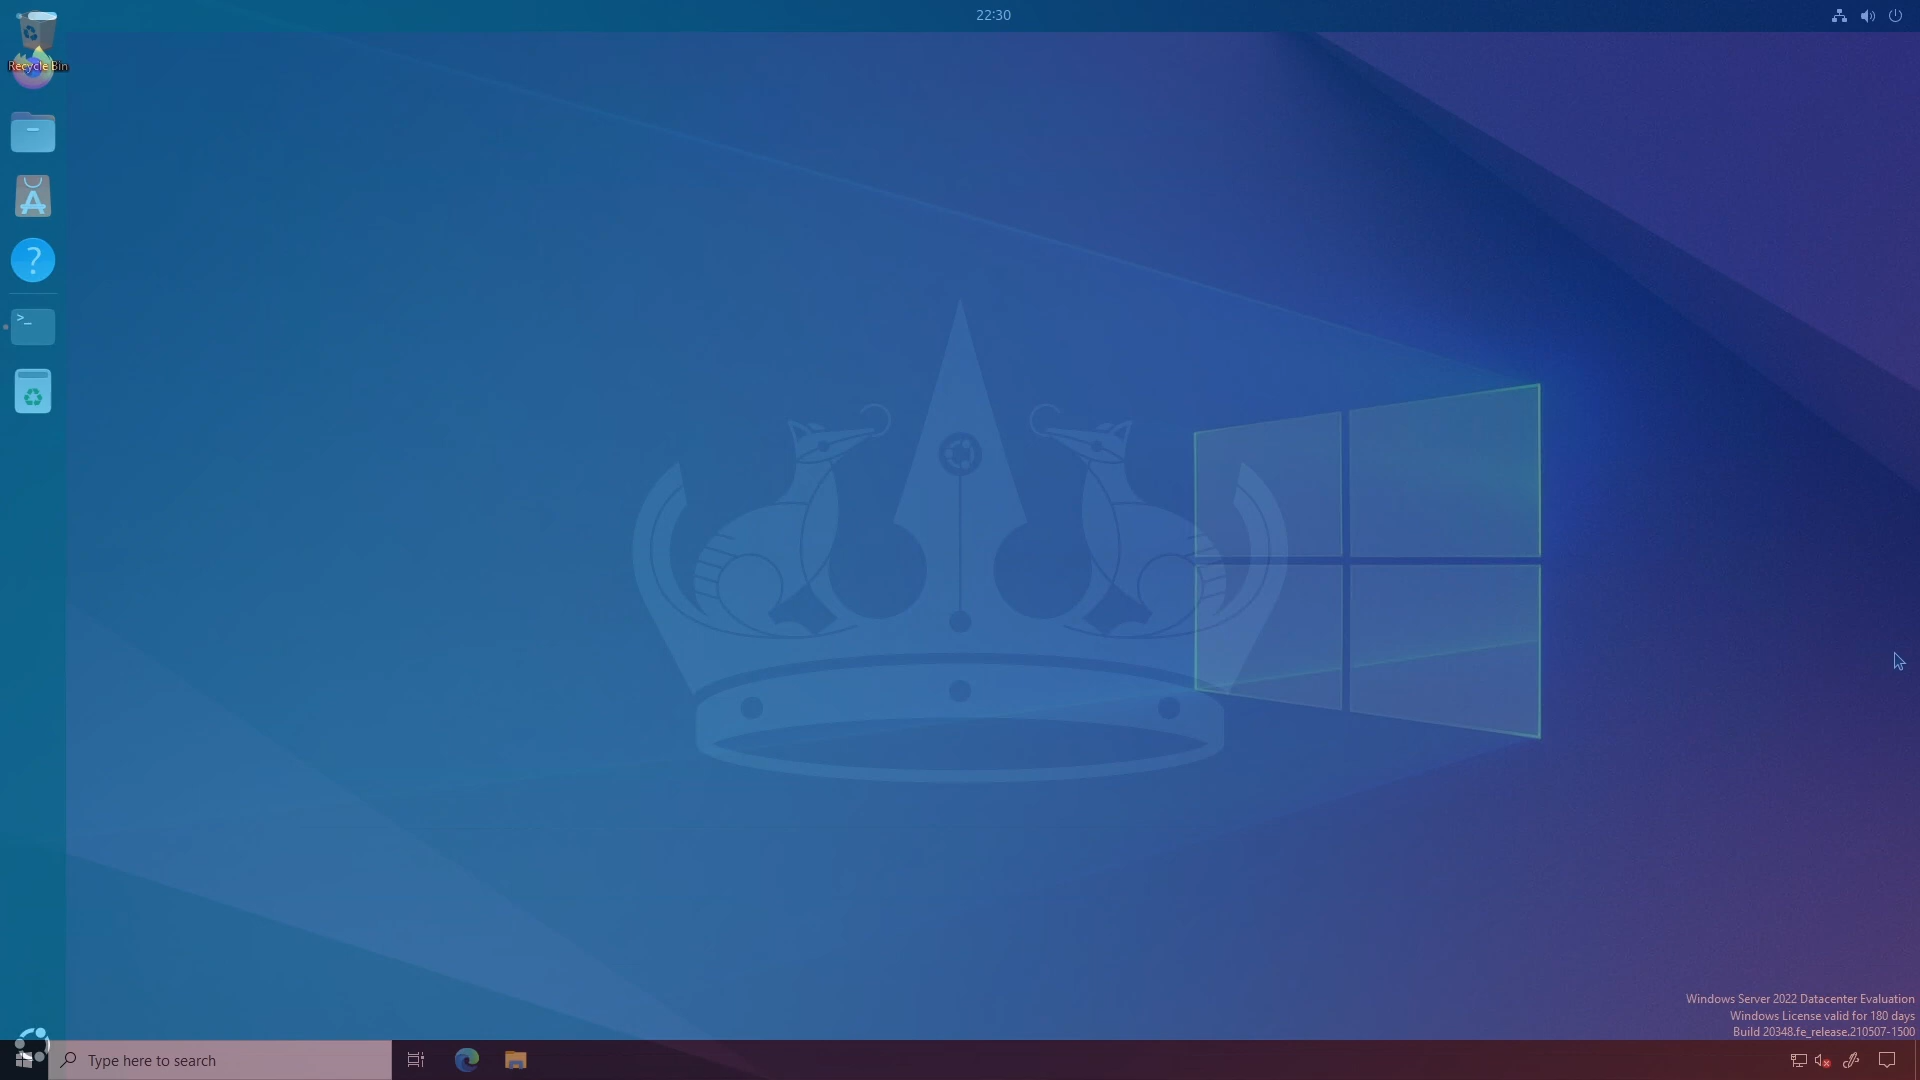 22:30
Recycle Bin
>_
Windows Server 2022 Datacenter Evaluation
Windows License valid for 180 days
Build 20348.fe_release.210507-1500
Type here to search